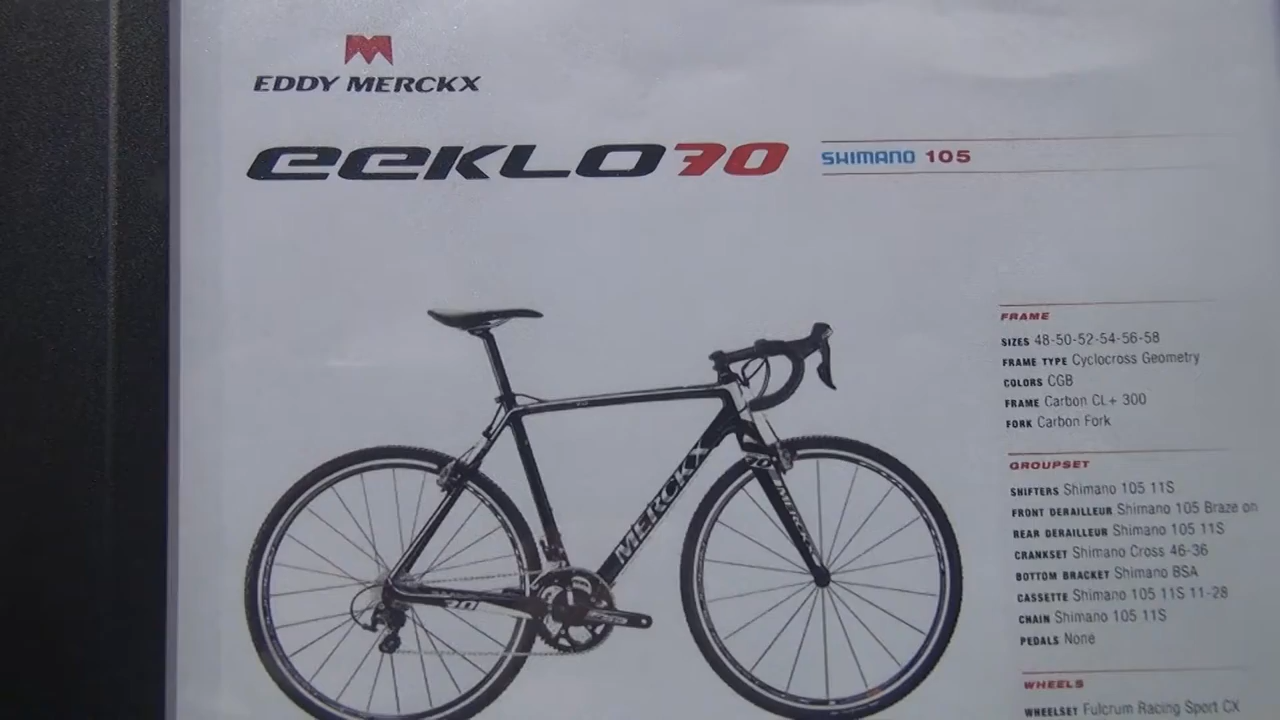 EDDY MERCKX
eeKLO70
SHIMANO 105
FRAME
SIZES 48-50-52-54-56-58
FRAME TYPE Cyclocross Geometry
COLORS CGB
FRAME Carbon CL+ 300
FORK Carbon Fork
GROUPSET
SHIFTERS Shimano 105 11S
FRONT DERAILLEUR Shimano 105 Braze on
REAR DERAILLEUR Shimano 105 11S
CRANKSET Shimano Cross 46-36
BOTTOM BRACKET Shimano BSA
CASSETTE Shimano 105 11S 11-28
CHAIN Shimano 105 11S
PEDALS None
WHEELS
WHEELSET Fulcrum Racing Sport CX
MERCKX
70
MERCKX
70